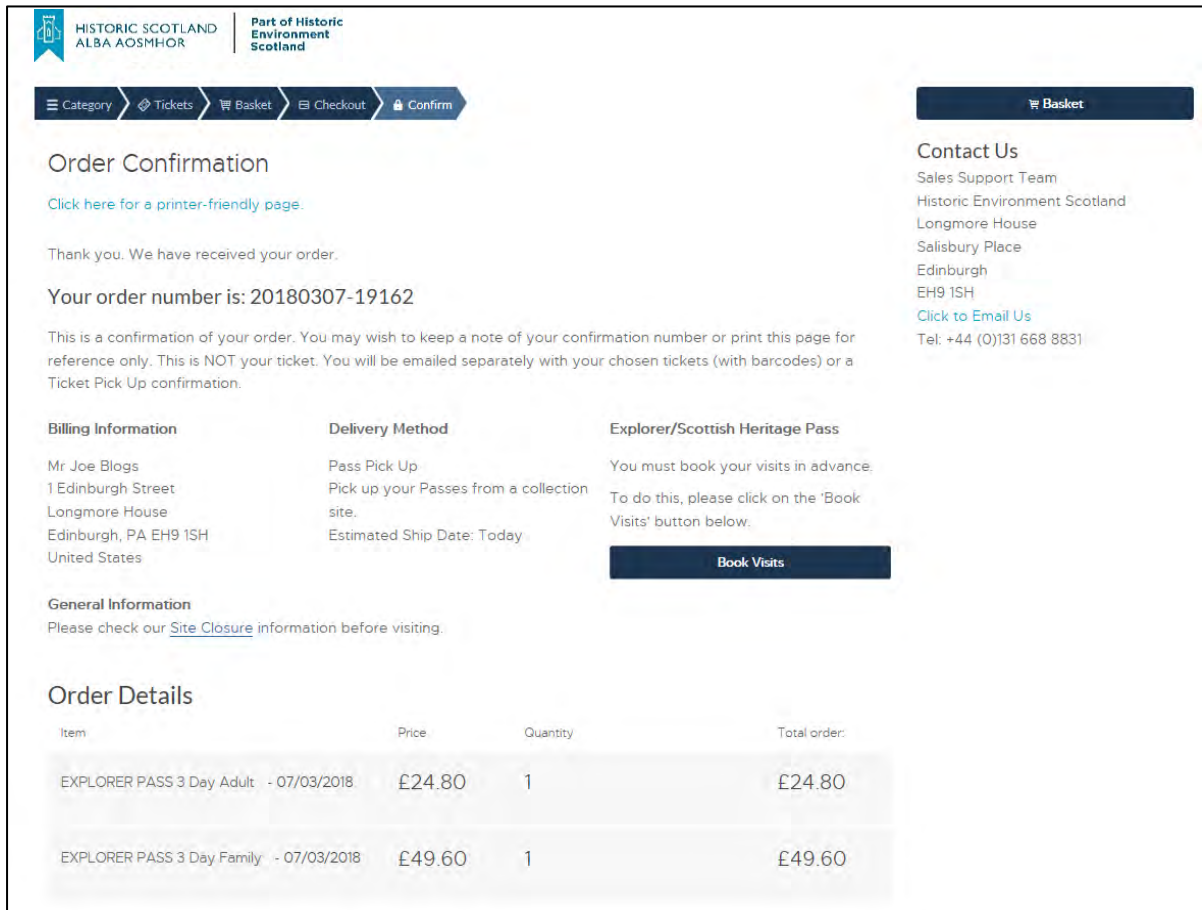 HISTORIC SCOTLAND
ALBA AOSMHOR
Part of Historic
Environment
Scotland
Category
Tickets
Basket
Checkout
Confirm
Order Confirmation
Click here for a printer-friendly page.
Thank you. We have received your order.
Your order number is: 20180307-19162
This is a confirmation of your order. You may wish to keep a note of your confirmation number or print this page for
reference only. This is NOT your ticket. You will be emailed separately with your chosen tickets (with barcodes) or a
Ticket Pick Up confirmation.
Billing Information
Mr Joe Blogs
1 Edinburgh Street
Longmore House
Edinburgh, PA EH9 1SH
United States
Delivery Method
Pass Pick Up
Pick up your Passes from a collection
site.
Estimated Ship Date: Today
Explorer/Scottish Heritage Pass
You must book your visits in advance.
To do this, please click on the 'Book
Visits' button below.
Book Visits
General Information
Please check our Site Closure information before visiting.
Order Details
Item Price Quantity Total order:
EXPLORER PASS 3 Day Adult - 07/03/2018 £24.80 1 £24.80
EXPLORER PASS 3 Day Family - 07/03/2018 £49.60 1 £49.60
Basket
Contact Us
Sales Support Team
Historic Environment Scotland
Longmore House
Salisbury Place
Edinburgh
EH9 1SH
Click to Email Us
Tel: +44 (0)131 668 8831